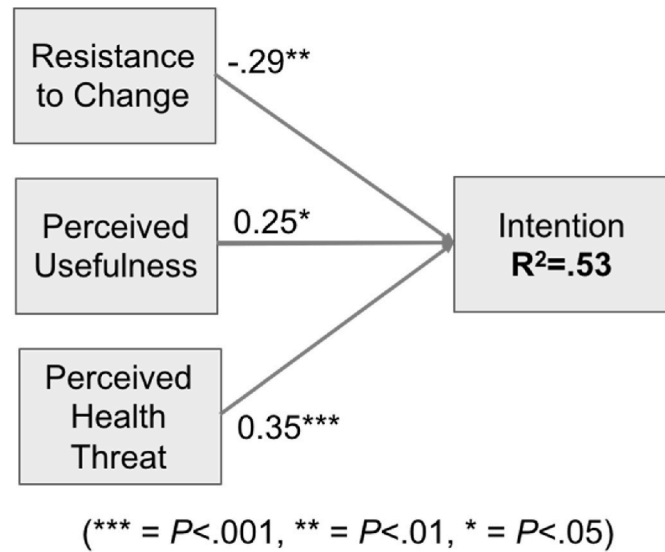 Resistance
to Change
-.29**
Perceived
Usefulness
0.25*
Perceived
Health
Threat
0.35***
Intention
R²=.53
(*** = P<.001, ** = P<.01, * = P<.05)